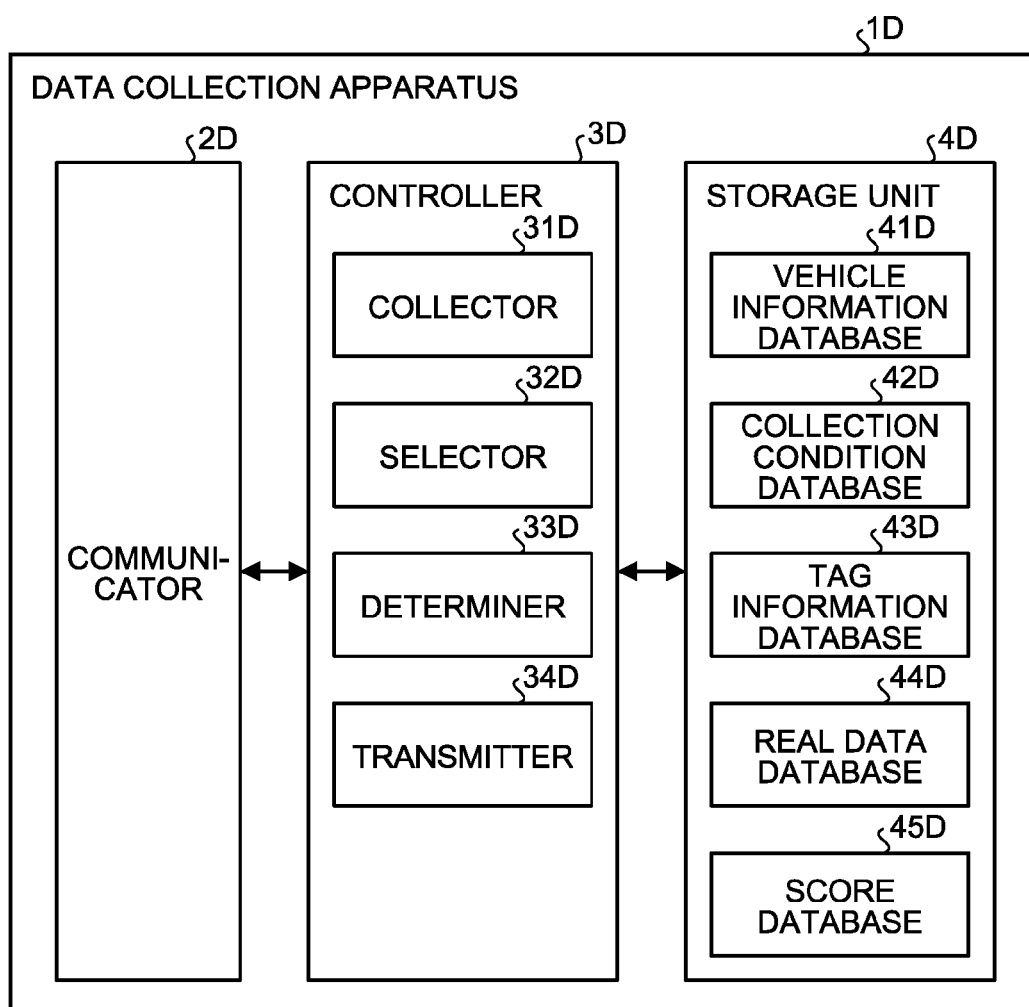 1D
DATA COLLECTION APPARATUS
2D
COMMUNI-
CATOR
3D
CONTROLLER
31D
COLLECTOR
32D
SELECTOR
33D
DETERMINER
34D
TRANSMITTER
4D
STORAGE UNIT
41D
VEHICLE
INFORMATION
DATABASE
42D
COLLECTION
CONDITION
DATABASE
43D
TAG
INFORMATION
DATABASE
44D
REAL DATA
DATABASE
45D
SCORE
DATABASE